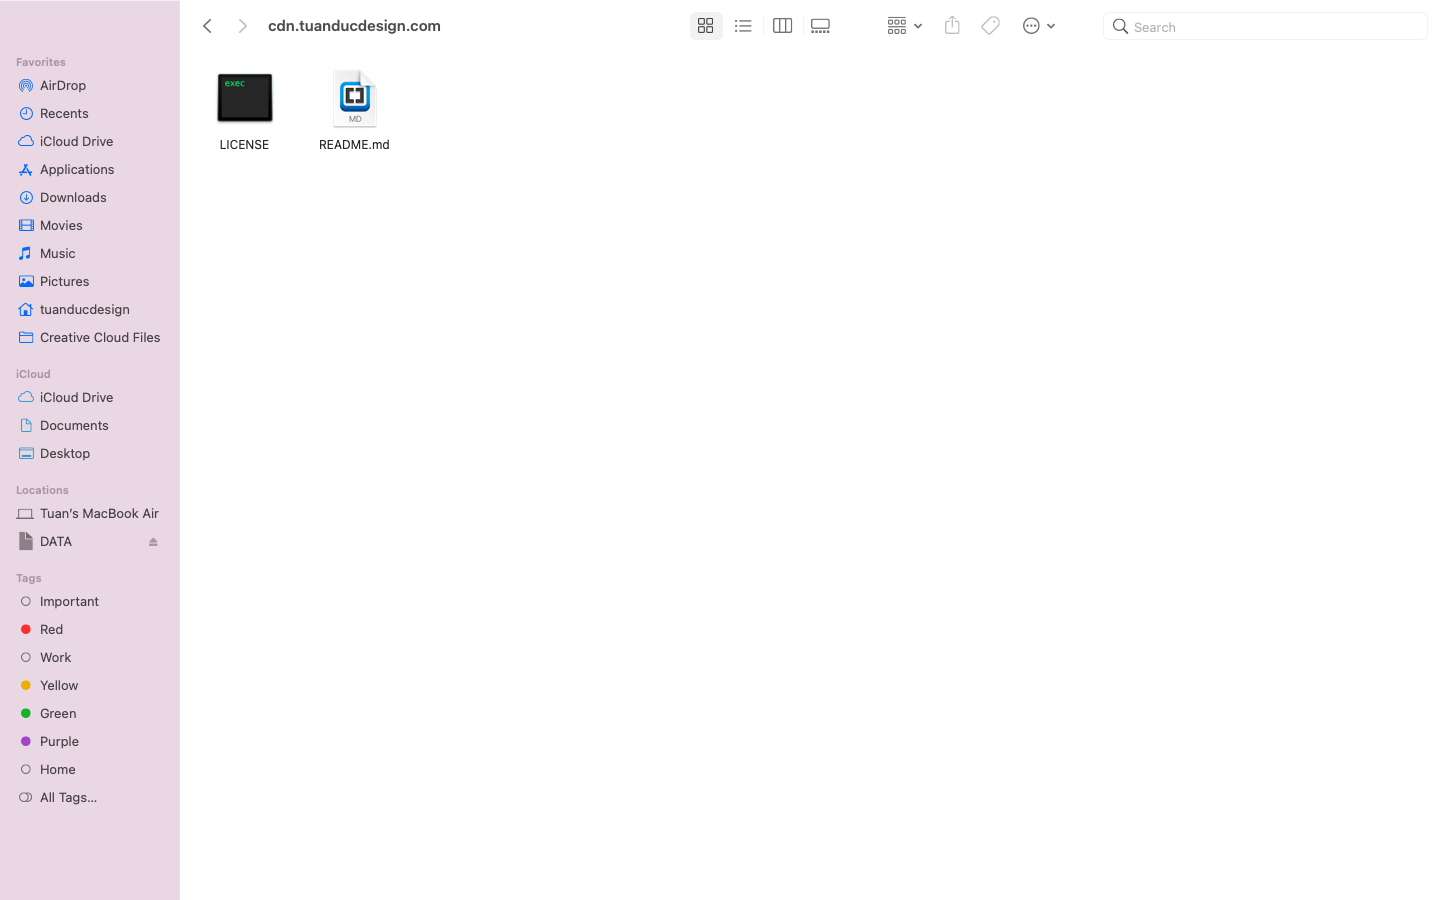 cdn.tuanducdesign.com
Search
Favorites
AirDrop
Recents
iCloud Drive
Applications
Downloads
Movies
Music
Pictures
tuanducdesign
Creative Cloud Files
iCloud
iCloud Drive
Documents
Desktop
Locations
Tuan's MacBook Air
DATA
Tags
Important
Red
Work
Yellow
Green
Purple
Home
All Tags...
exec
LICENSE
MD
README.md